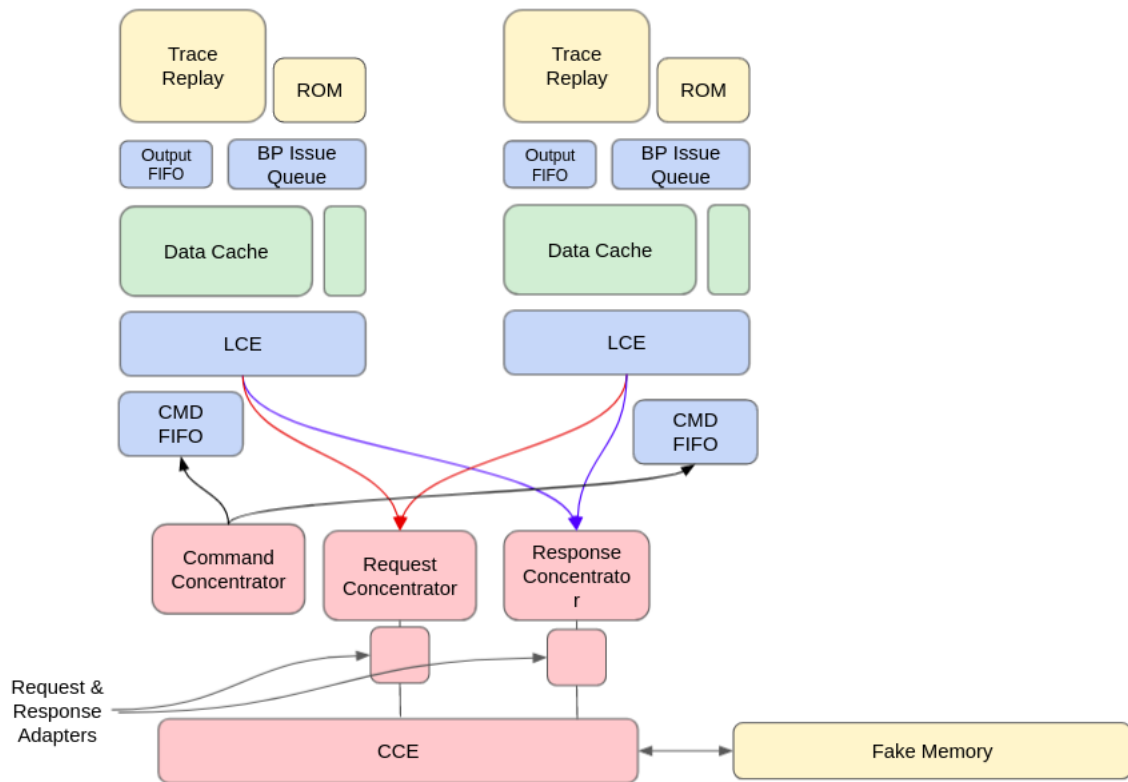 Trace
Replay
ROM
Trace
Replay
ROM
Output
FIFO
BP Issue
Queue
Output
FIFO
BP Issue
Queue
Data Cache
Data Cache
LCE
LCE
CMD
FIFO
CMD
FIFO
Command
Concentrator
Request
Concentrator
Response
Concentrato
r
Request &
Response
Adapters
CCE
Fake Memory